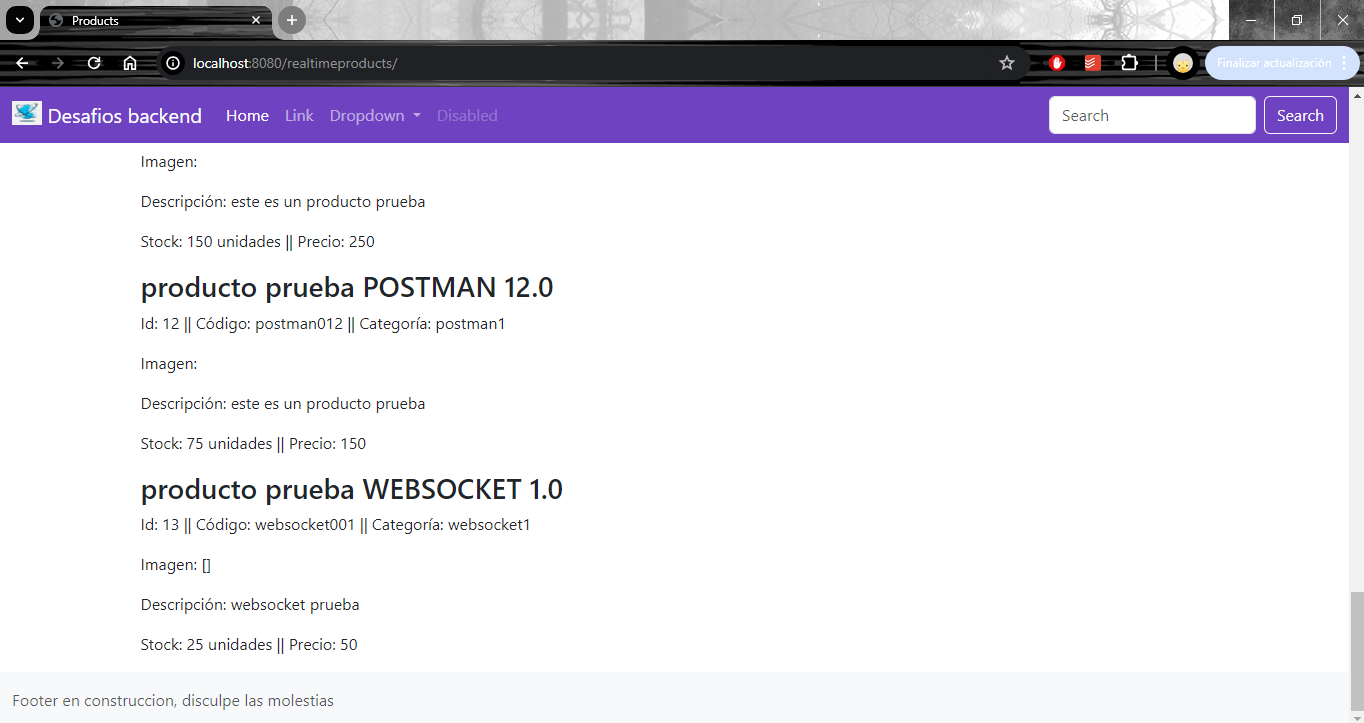 Products
localhost:8080/realtimeproducts/
Finalizar actualización
Desafios backend Home Link Dropdown Disabled Search Search
Imagen:
Descripción: este es un producto prueba
Stock: 150 unidades || Precio: 250
producto prueba POSTMAN 12.0
Id: 12 || Código: postman012 || Categoría: postman1
Imagen:
Descripción: este es un producto prueba
Stock: 75 unidades || Precio: 150
producto prueba WEBSOCKET 1.0
Id: 13 || Código: websocket001 || Categoría: websocket1
Imagen: []
Descripción: websocket prueba
Stock: 25 unidades || Precio: 50
Footer en construccion, disculpe las molestias